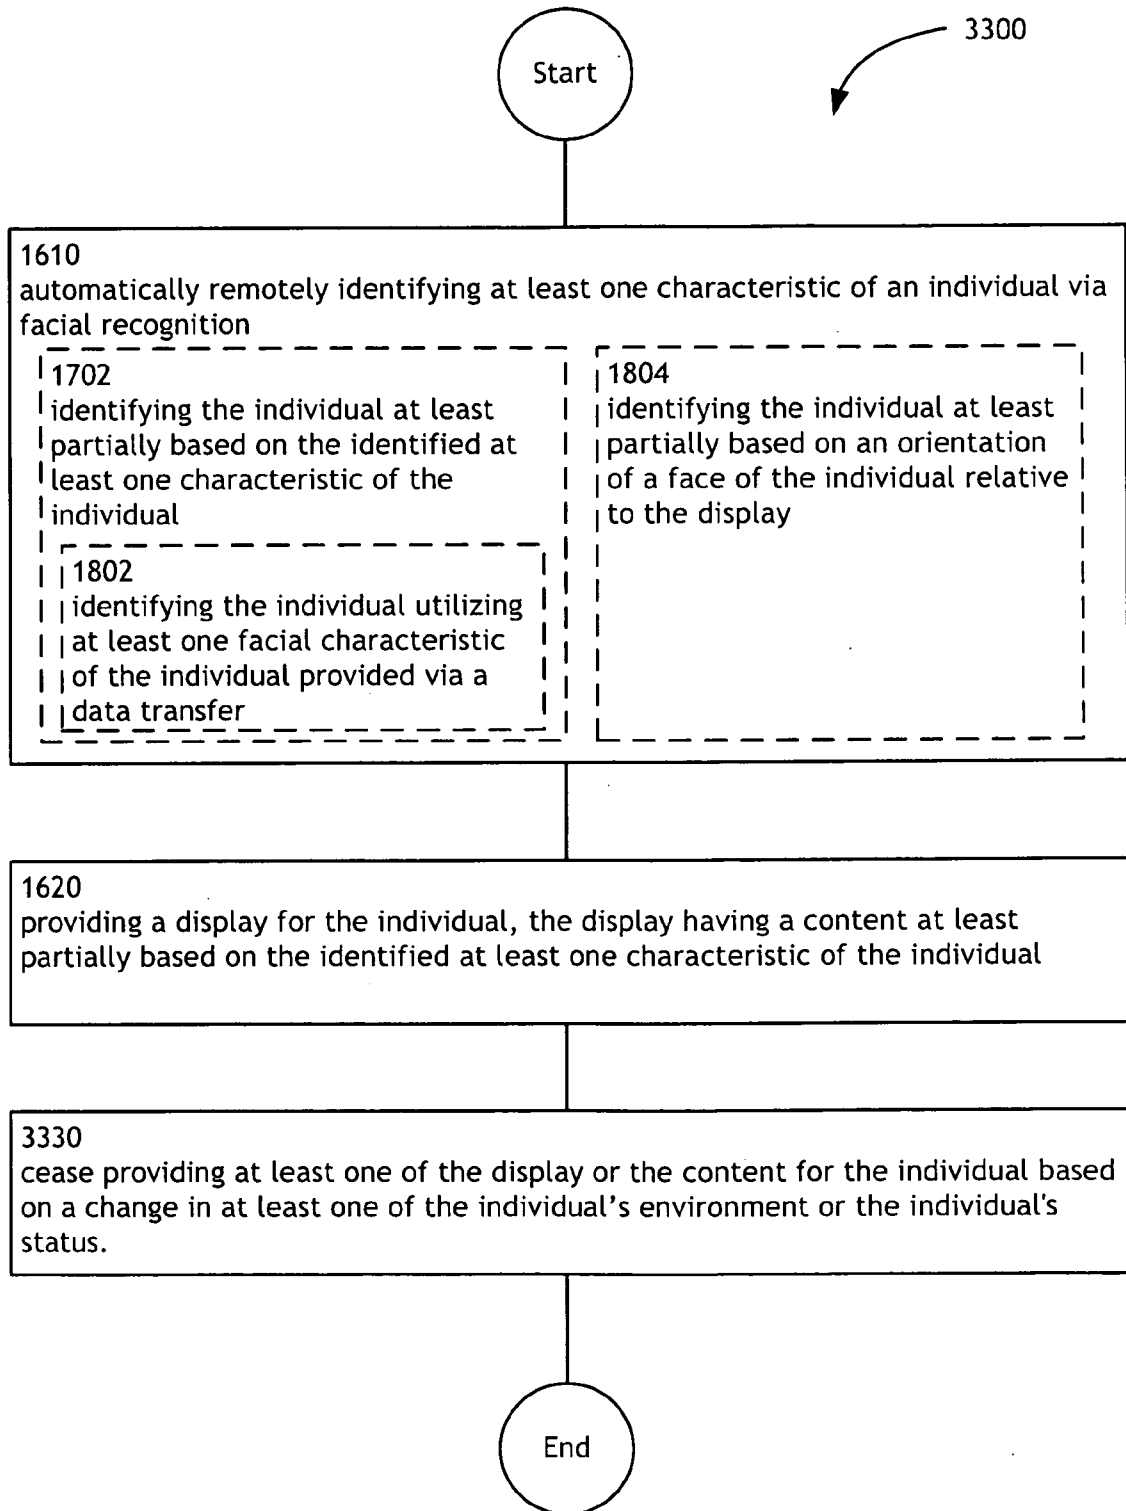 3300
Start
1610
automatically remotely identifying at least one characteristic of an individual via
facial recognition
1702
identifying the individual at least
partially based on the identified at
least one characteristic of the
individual
1802
identifying the individual utilizing
at least one facial characteristic
of the individual provided via a
data transfer
1804
identifying the individual at least
partially based on an orientation
of a face of the individual relative
to the display
1620
providing a display for the individual, the display having a content at least
partially based on the identified at least one characteristic of the individual
3330
cease providing at least one of the display or the content for the individual based
on a change in at least one of the individual’s environment or the individual's
status.
End